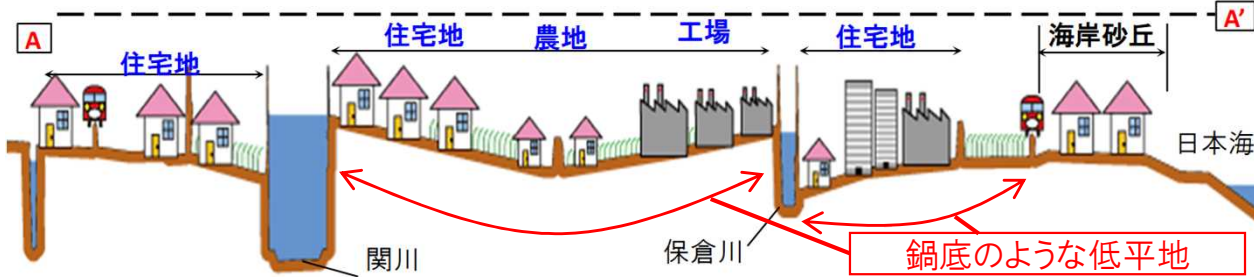 A
A'
住宅地
住宅地
農地
工場
住宅地
海岸砂丘
日本海
関川
保倉川
鍋底のような低平地